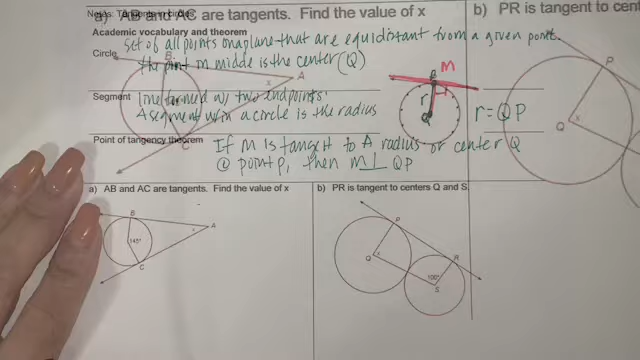 a) AB and AC are tangents. Find the value of x
b) PR is tangent to cent
Notes: Tangents in
Academic vocabulary and theorem
Set of all points on a plane that are equidistant from a given point.
Circle
the point in middle is the center (Q)
Segment
line formed w/ two endpoints.
A segment w/in a circle is the radius
r = QP
Point of tangency theorem
If M is tangent to A radius or center Q
@ point p, then m ⊥ QP
M
r
Q
B
A
x
C
P
Q
x
a) AB and AC are tangents. Find the value of x
b) PR is tangent to centers Q and S.
B
A
x
145°
C
P
Q
x
R
100°
S